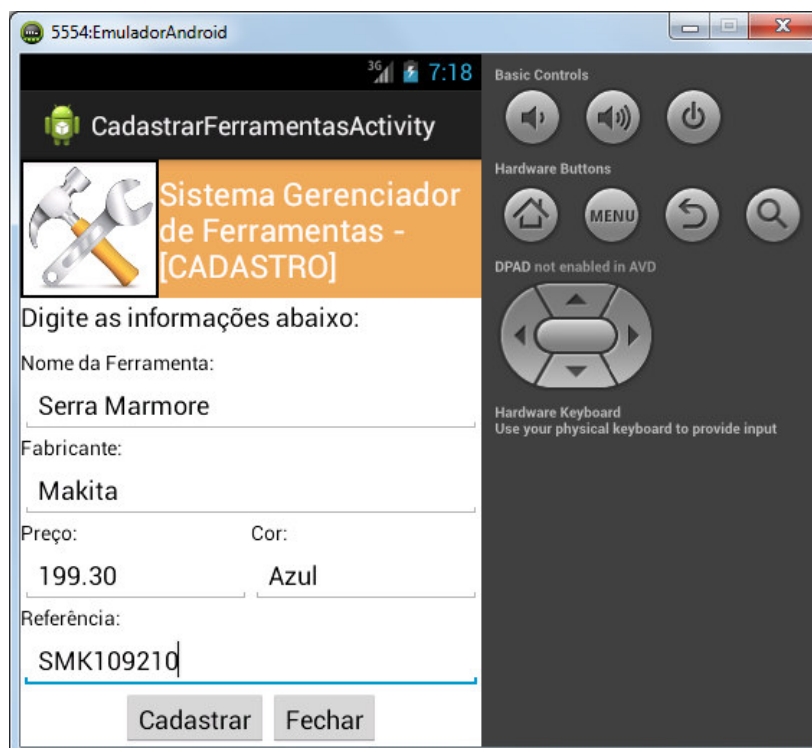 5554:EmuladorAndroid
3G 7:18
CadastrarFerramentasActivity
Sistema Gerenciador
de Ferramentas -
[CADASTRO]
Digite as informações abaixo:
Nome da Ferramenta:
Serra Marmore
Fabricante:
Makita
Preço: Cor:
199.30 Azul
Referência:
SMK109210
Cadastrar Fechar
Basic Controls
Hardware Buttons
MENU
DPAD not enabled in AVD
Hardware Keyboard
Use your physical keyboard to provide input